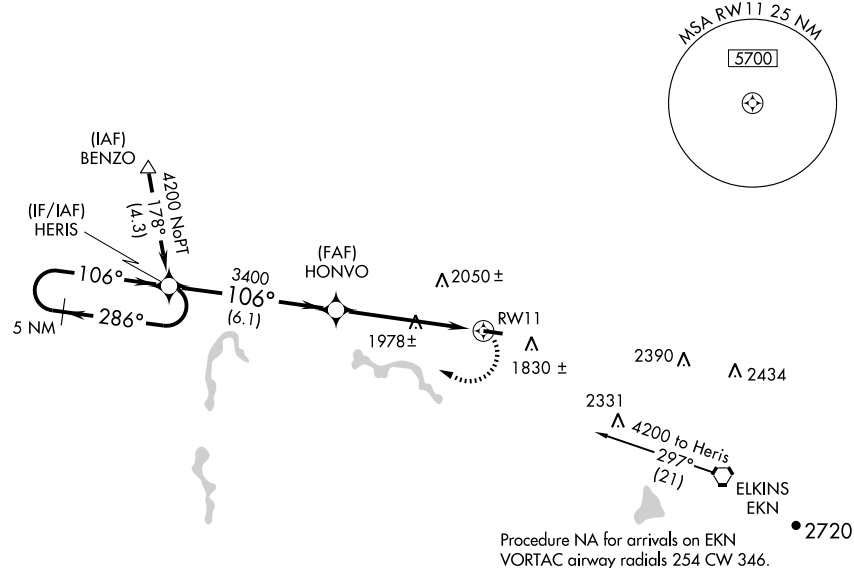 MSA RW11 25 NM
5700
(IAF)
BENZO
4200 NoPT
178°
(4.3)
(IF/IAF)
HERIS
(FAF)
HONVO
3400
106°
(6.1)
106°
286°
5 NM
2050 ±
1978 ±
RW11
1830 ±
2390
2434
2331
4200 to Heris
297°
(21)
ELKINS
EKN
2720
Procedure NA for arrivals on EKN
VORTAC airway radials 254 CW 346.